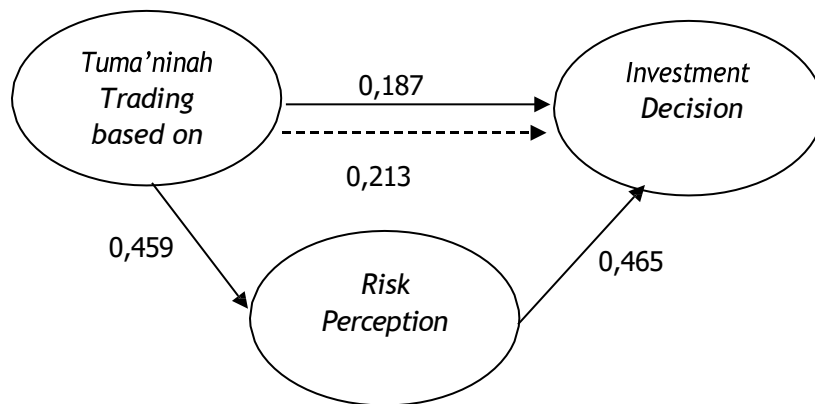 Tuma’ninah
Trading
based on
0,187
Investment
Decision
0,213
0,459
Risk
Perception
0,465